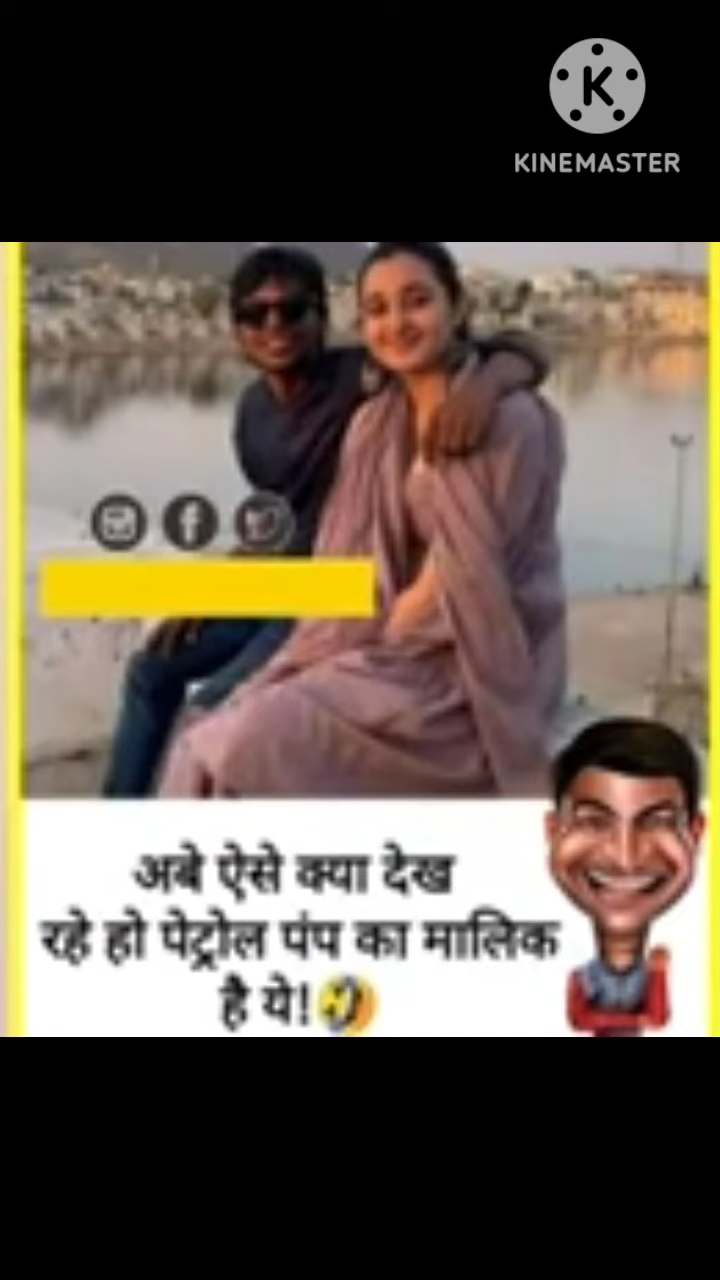 KINEMASTER
अबे ऐसे क्या देख
रहे हो पेट्रोल पंप का मालिक
है ये!🤣